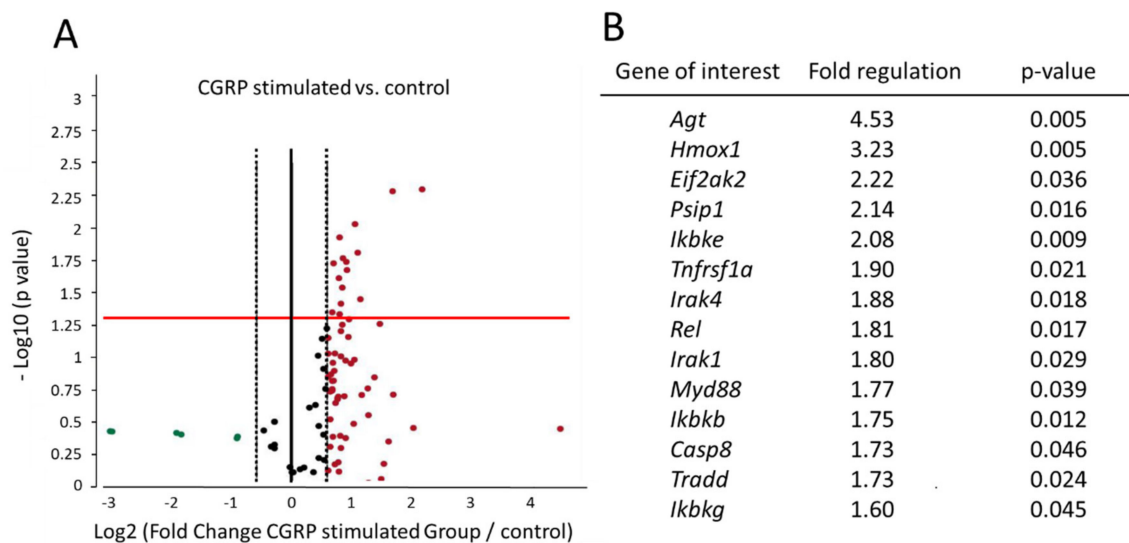 A
CGRP stimulated vs. control
3
2.75
2.5
2.25
2
1.75
1.5
1.25
1
0.75
0.5
0.25
0
- Log10 (p value)
-3 -2 -1 0 1 2 3 4
Log2 (Fold Change CGRP stimulated Group / control)
B
Gene of interest Fold regulation p-value
Agt 4.53 0.005
Hmox1 3.23 0.005
Eif2ak2 2.22 0.036
Psip1 2.14 0.016
Ikbke 2.08 0.009
Tnfrsf1a 1.90 0.021
Irak4 1.88 0.018
Rel 1.81 0.017
Irak1 1.80 0.029
Myd88 1.77 0.039
Ikbkb 1.75 0.012
Casp8 1.73 0.046
Tradd 1.73 0.024
Ikbkg 1.60 0.045